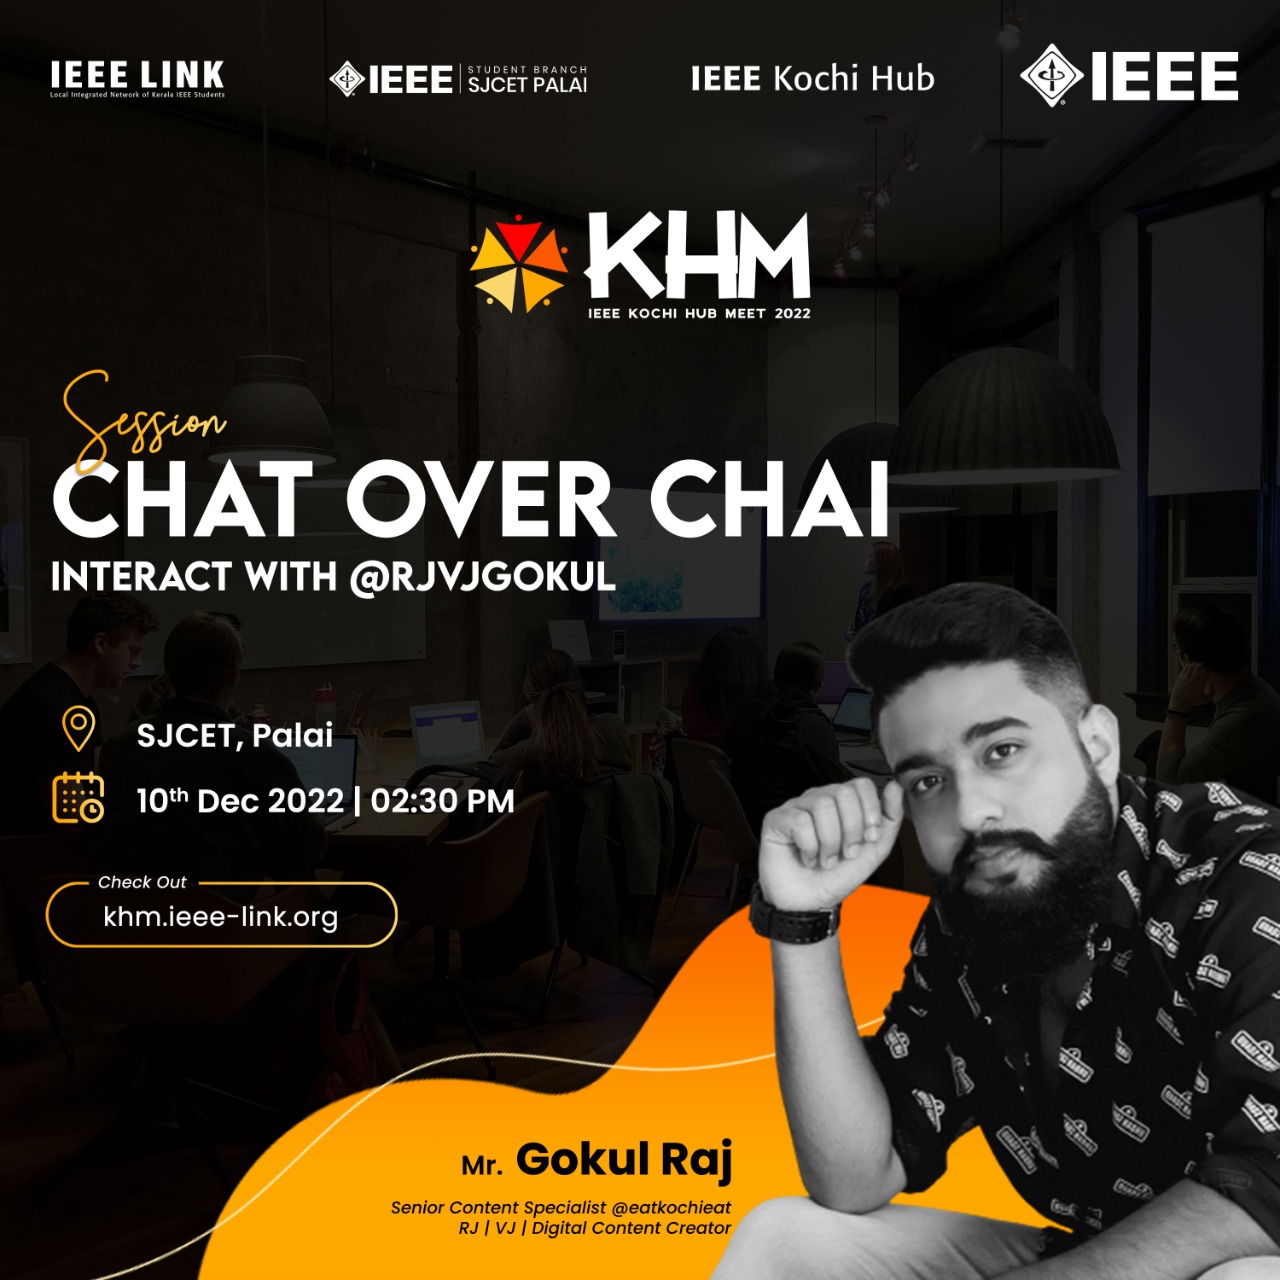 IEEE LINK
Local Integrated Network of Kerala IEEE Students
IEEE
STUDENT BRANCH
SJCET PALAI
IEEE Kochi Hub
IEEE
KHM
IEEE KOCHI HUB MEET 2022
Session
CHAT OVER CHAI
INTERACT WITH @RJVJGOKUL
SJCET, Palai
10th Dec 2022 | 02:30 PM
Check Out
khm.ieee-link.org
Mr. Gokul Raj
Senior Content Specialist @eatkochieat
RJ | VJ | Digital Content Creator